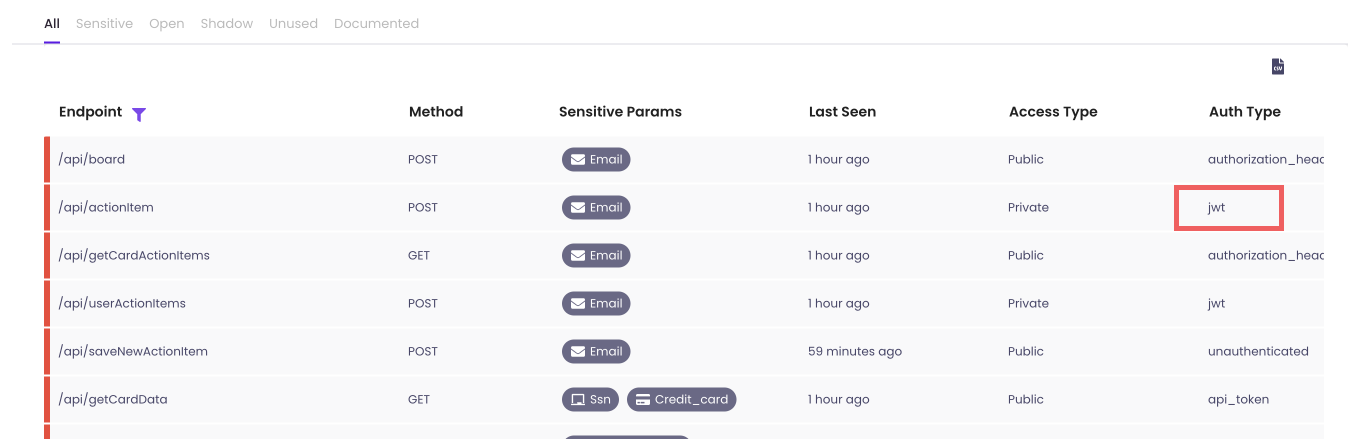 All Sensitive Open Shadow Unused Documented
CSV
Endpoint Method Sensitive Params Last Seen Access Type Auth Type
/api/board POST Email 1 hour ago Public authorization_head
/api/actionItem POST Email 1 hour ago Private jwt
/api/getCardActionItems GET Email 1 hour ago Public authorization_head
/api/userActionItems POST Email 1 hour ago Private jwt
/api/saveNewActionItem POST Email 59 minutes ago Public unauthenticated
/api/getCardData GET Ssn Credit_card 1 hour ago Public api_token